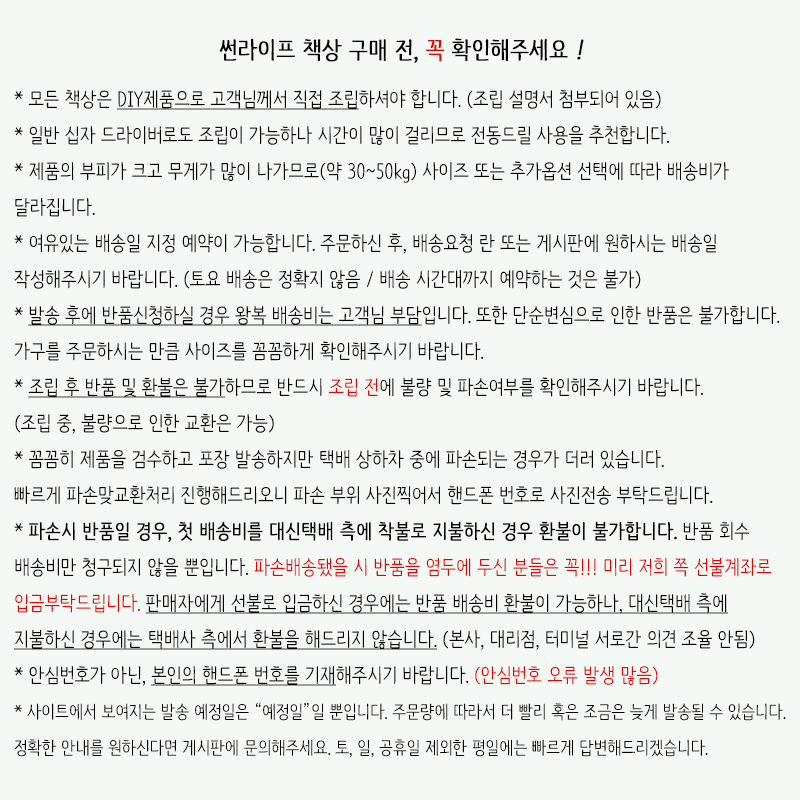 썬라이프 책상 구매 전, 꼭 확인해주세요 !
* 모든 책상은 DIY제품으로 고객님께서 직접 조립하셔야 합니다. (조립 설명서 첨부되어 있음)
* 일반 십자 드라이버로도 조립이 가능하나 시간이 많이 걸리므로 전동드릴 사용을 추천합니다.
* 제품의 부피가 크고 무게가 많이 나가므로(약 30~50kg) 사이즈 또는 추가옵션 선택에 따라 배송비가
달라집니다.
* 여유있는 배송일 지정 예약이 가능합니다. 주문하신 후, 배송요청 란 또는 게시판에 원하시는 배송일
작성해주시기 바랍니다. (토요 배송은 정확지 않음 / 배송 시간대까지 예약하는 것은 불가)
* 발송 후에 반품신청하실 경우 왕복 배송비는 고객님 부담입니다. 또한 단순변심으로 인한 반품은 불가합니다.
가구를 주문하시는 만큼 사이즈를 꼼꼼하게 확인해주시기 바랍니다.
* 조립 후 반품 및 환불은 불가하므로 반드시 조립 전에 불량 및 파손여부를 확인해주시기 바랍니다.
(조립 중, 불량으로 인한 교환은 가능)
* 꼼꼼히 제품을 검수하고 포장 발송하지만 택배 상하차 중에 파손되는 경우가 더러 있습니다.
빠르게 파손맞교환처리 진행해드리오니 파손 부위 사진찍어서 핸드폰 번호로 사진전송 부탁드립니다.
* 파손시 반품일 경우, 첫 배송비를 대신택배 측에 착불로 지불하신 경우 환불이 불가합니다. 반품 회수
배송비만 청구되지 않을 뿐입니다. 파손배송됐을 시 반품을 염두에 두신 분들은 꼭!!! 미리 저희 쪽 선불계좌로
입금부탁드립니다. 판매자에게 선불로 입금하신 경우에는 반품 배송비 환불이 가능하나, 대신택배 측에
지불하신 경우에는 택배사 측에서 환불을 해드리지 않습니다. (본사, 대리점, 터미널 서로간 의견 조율 안됨)
* 안심번호가 아닌, 본인의 핸드폰 번호를 기재해주시기 바랍니다. (안심번호 오류 발생 많음)
* 사이트에서 보여지는 발송 예정일은 “예정일”일 뿐입니다. 주문량에 따라서 더 빨리 혹은 조금은 늦게 발송될 수 있습니다.
정확한 안내를 원하신다면 게시판에 문의해주세요. 토, 일, 공휴일 제외한 평일에는 빠르게 답변해드리겠습니다.